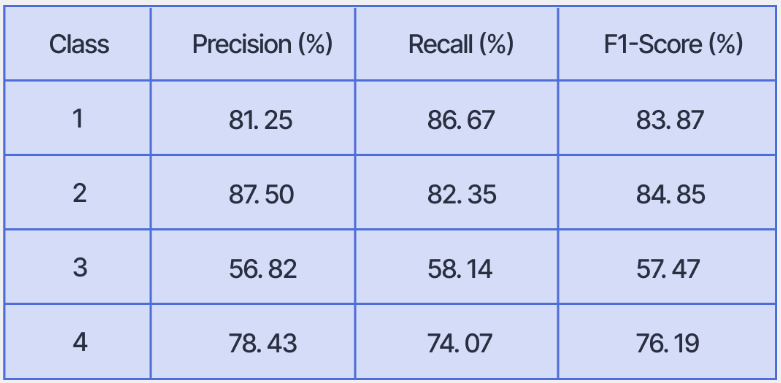 Class Precision (%) Recall (%) F1-Score (%)
1 81. 25 86. 67 83. 87
2 87. 50 82. 35 84. 85
3 56. 82 58. 14 57. 47
4 78. 43 74. 07 76. 19